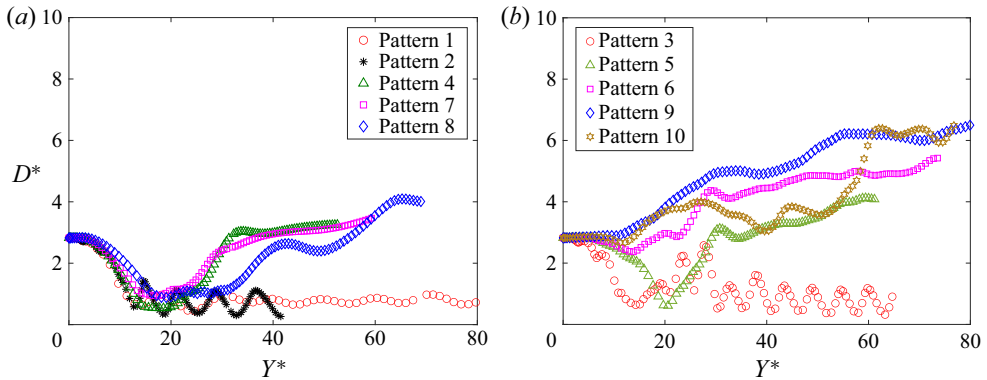 (a)
10
8
6
4
2
0
D*
0
20
40
60
80
Y*
Pattern 1
Pattern 2
Pattern 4
Pattern 7
Pattern 8
(b)
10
8
6
4
2
0
0
20
40
60
80
Y*
Pattern 3
Pattern 5
Pattern 6
Pattern 9
Pattern 10